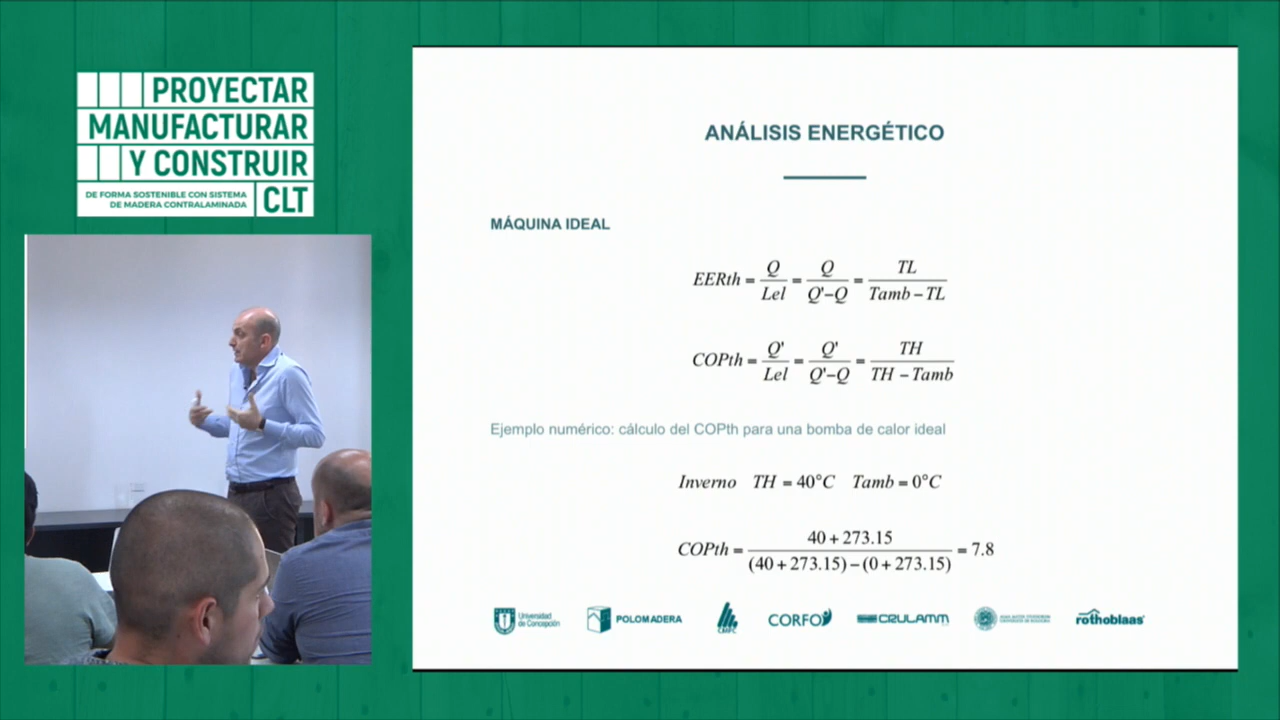 PROYECTAR
MANUFACTURAR
Y CONSTRUIR
DE FORMA SOSTENIBLE CON SISTEMA
DE MADERA CONTRALAMINADA
CLT
ANÁLISIS ENERGÉTICO
MÁQUINA IDEAL
EERth = Q / Lel = Q / Q'−Q = TL / Tamb − TL
COPth = Q' / Lel = Q' / Q'−Q = TH / TH − Tamb
Ejemplo numérico: cálculo del COPth para una bomba de calor ideal
Inverno TH = 40°C Tamb = 0°C
COPth = 40 + 273.15 / (40 + 273.15) − (0 + 273.15) = 7.8
Universidad
de Concepción
POLOMADERA
CMPC
CORFO
CRULAMM
rothoblaas